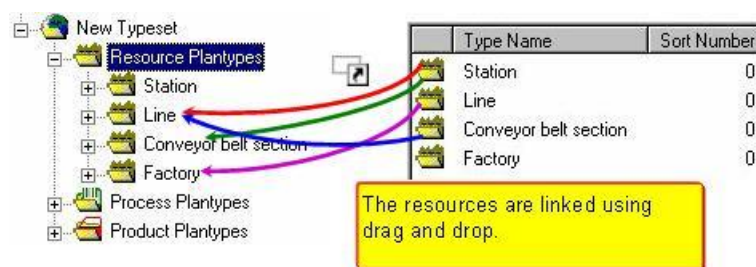 New Typeset
Resource Plantypes
Station
Line
Conveyor belt section
Factory
Process Plantypes
Product Plantypes
Type Name Sort Number
Station 0
Line 0
Conveyor belt section 0
Factory 0
The resources are linked using
drag and drop.